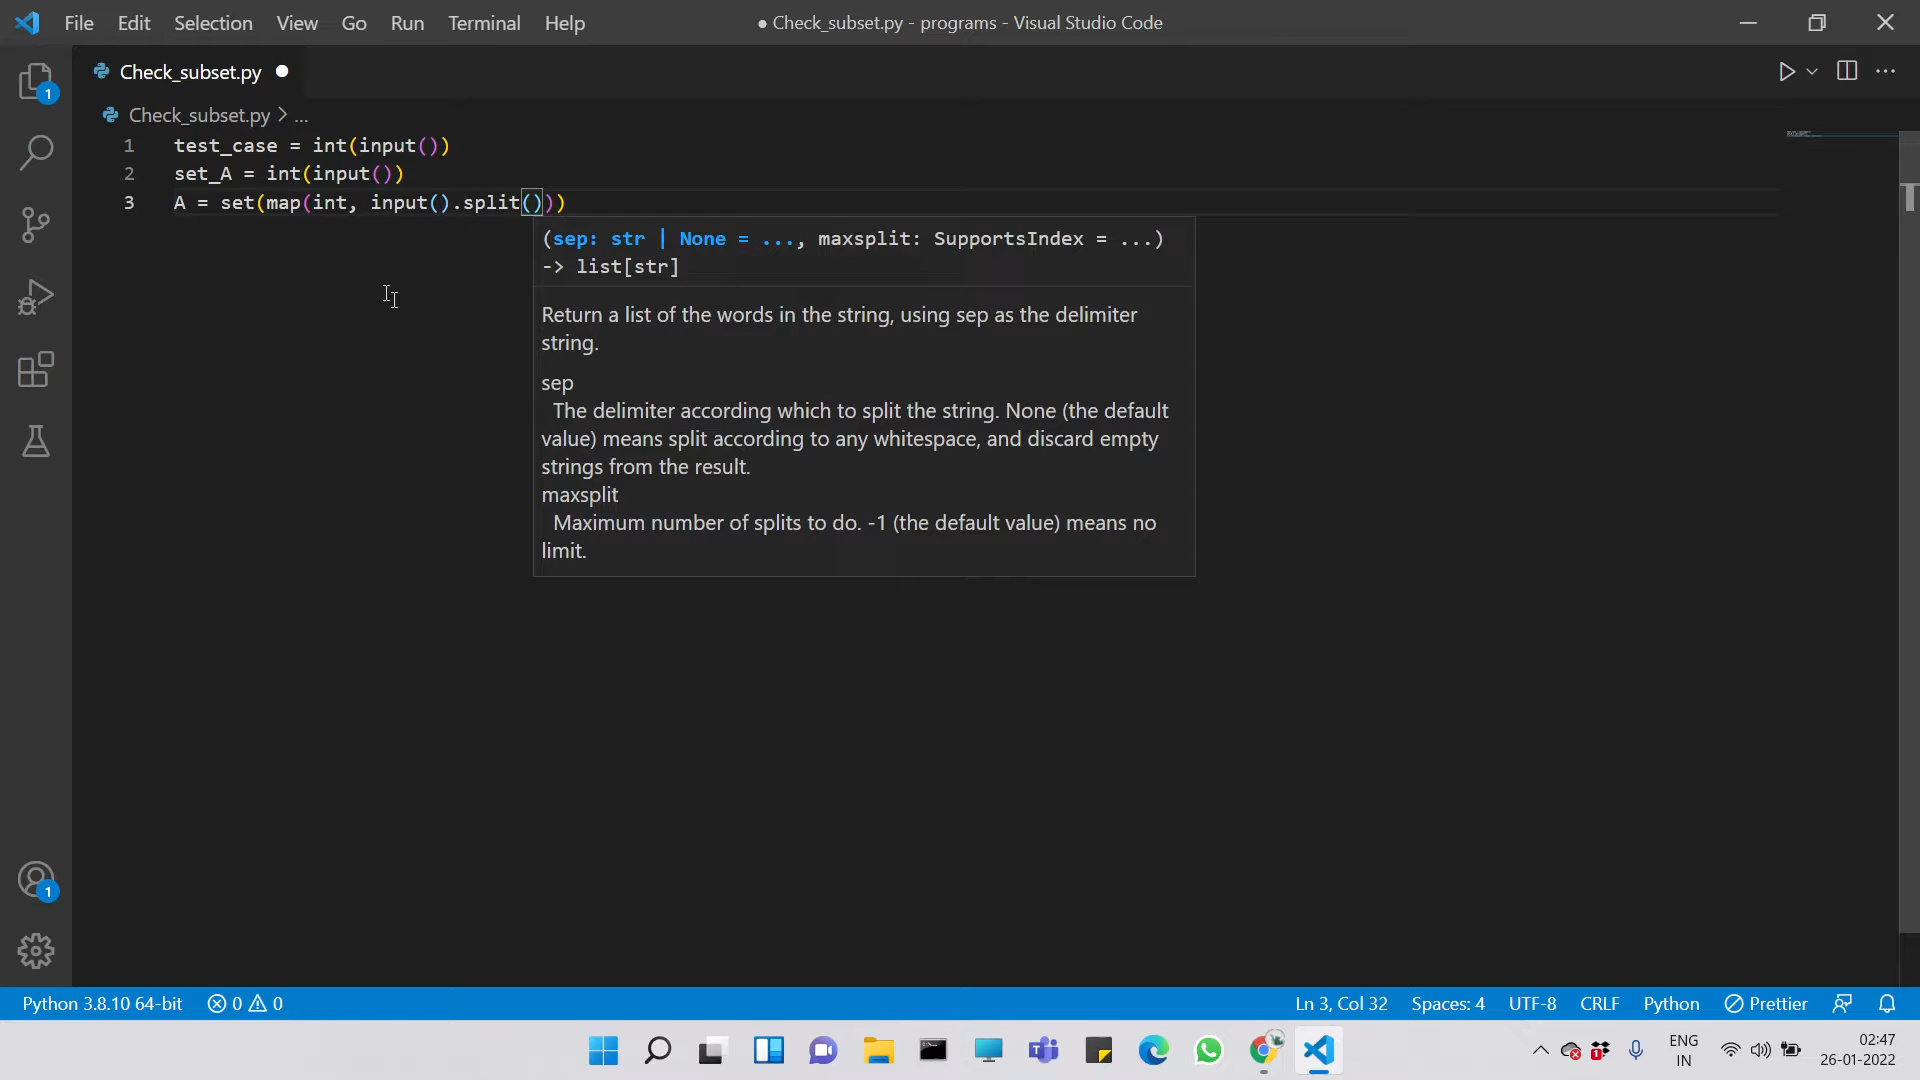 File Edit Selection View Go Run Terminal Help
● Check_subset.py - programs - Visual Studio Code
Check_subset.py ●
1
Check_subset.py > ...
1 test_case = int(input())
2 set_A = int(input())
3 A = set(map(int, input().split()))
(sep: str | None = ..., maxsplit: SupportsIndex = ...)
-> list[str]
Return a list of the words in the string, using sep as the delimiter
string.
sep
The delimiter according which to split the string. None (the default
value) means split according to any whitespace, and discard empty
strings from the result.
maxsplit
Maximum number of splits to do. -1 (the default value) means no
limit.
1
Python 3.8.10 64-bit 0 0 Ln 3, Col 32 Spaces: 4 UTF-8 CRLF Python Prettier
1
ENG
IN
02:47
26-01-2022